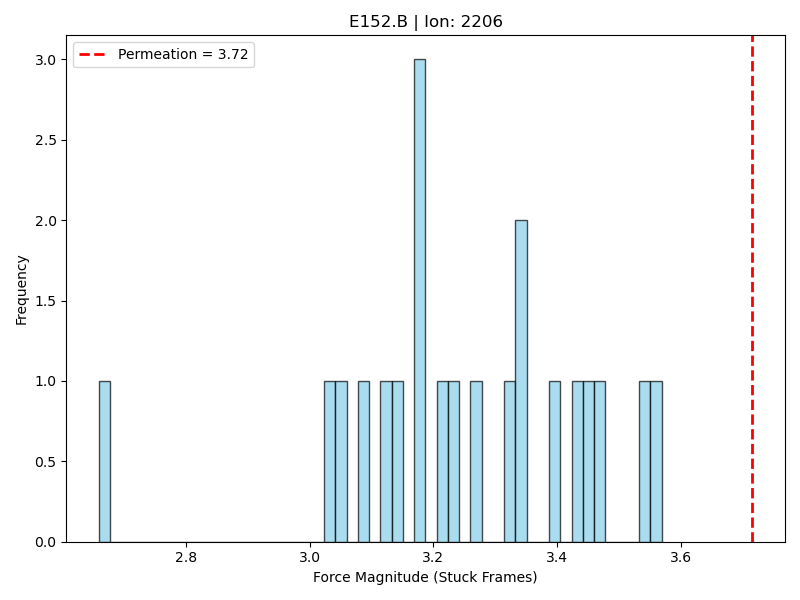 E152.B | Ion: 2206
Permeation = 3.72
3.0
2.5
2.0
1.5
1.0
0.5
0.0
Frequency
2.8 3.0 3.2 3.4 3.6
Force Magnitude (Stuck Frames)